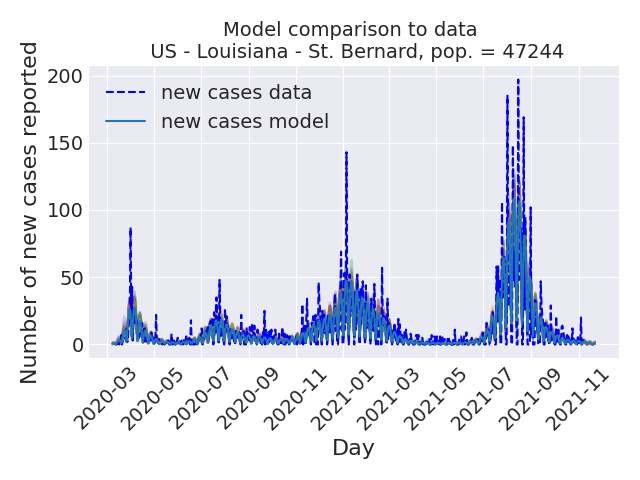 Model comparison to data
US - Louisiana - St. Bernard, pop. = 47244
Number of new cases reported
200
150
100
50
0
new cases data
new cases model
2020-03
2020-05
2020-07
2020-09
2020-11
2021-01
2021-03
2021-05
2021-07
2021-09
2021-11
Day